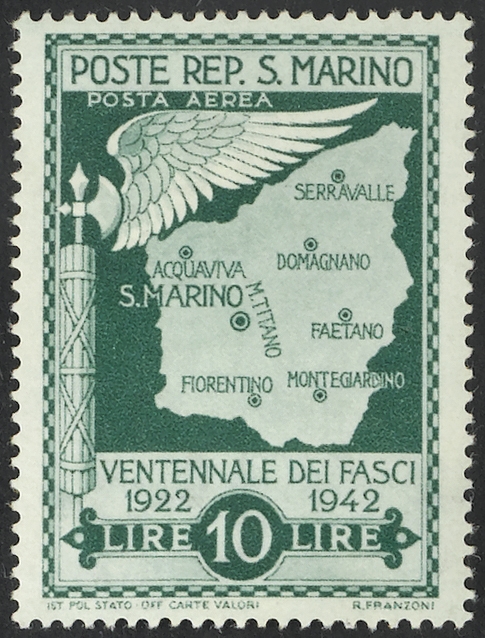 POSTE REP. S. MARINO
POSTA AEREA
SERRAVALLE
ACQUAVIVA
DOMAGNANO
S. MARINO
M. TITANO
FAETANO
FIORENTINO
MONTEGIARDINO
VENTENNALE DEI FASCI
1922 1942
LIRE 10 LIRE
IST POL STATO · OFF CARTE VALORI R. FRANZONI